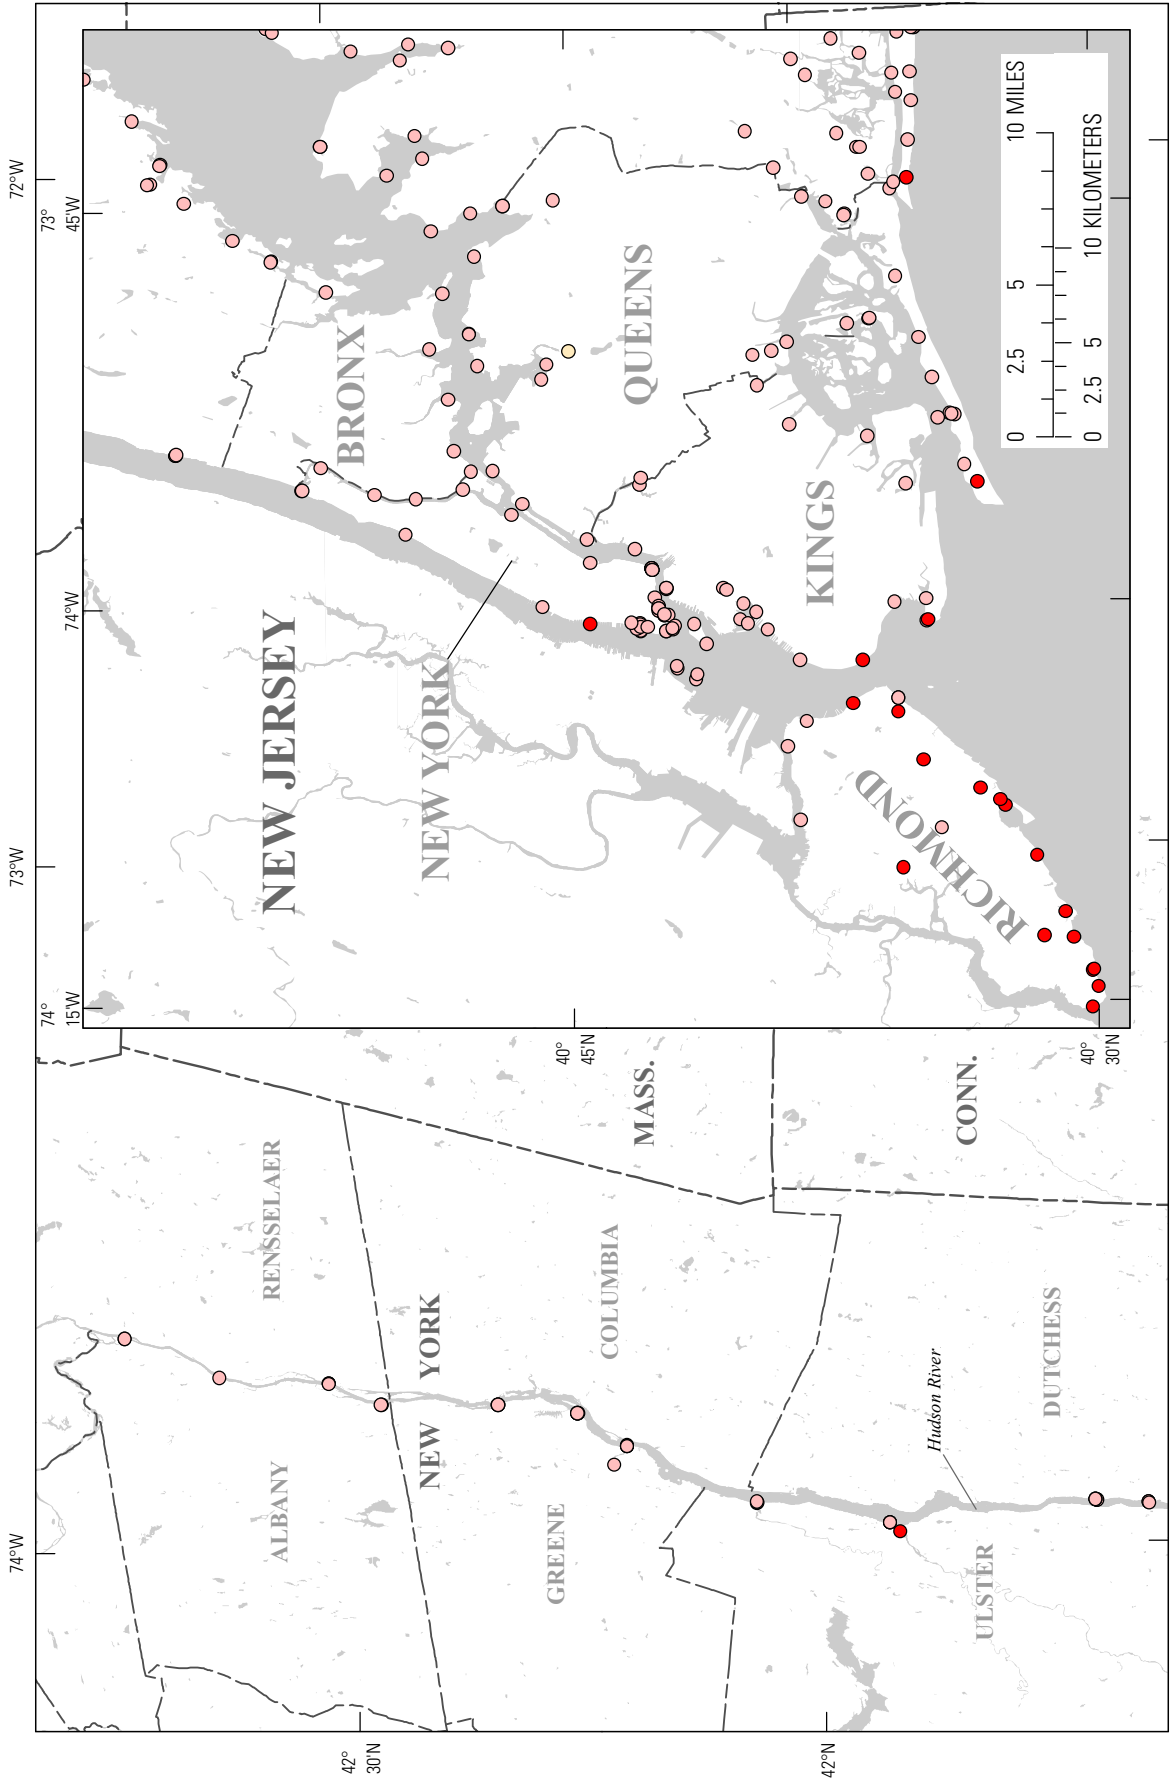 74°W
73°W
72°W
42°
30'N
42°N
ALBANY
RENSSELAER
NEW YORK
GREENE
COLUMBIA
MASS.
CONN.
ULSTER
DUTCHESS
Hudson River
74°
15'W
74°W
73°
45'W
40°
45'N
40°
30'N
NEW JERSEY
BRONX
NEW YORK
QUEENS
KINGS
RICHMOND
0 2.5 5 10 MILES
0 2.5 5 10 KILOMETERS